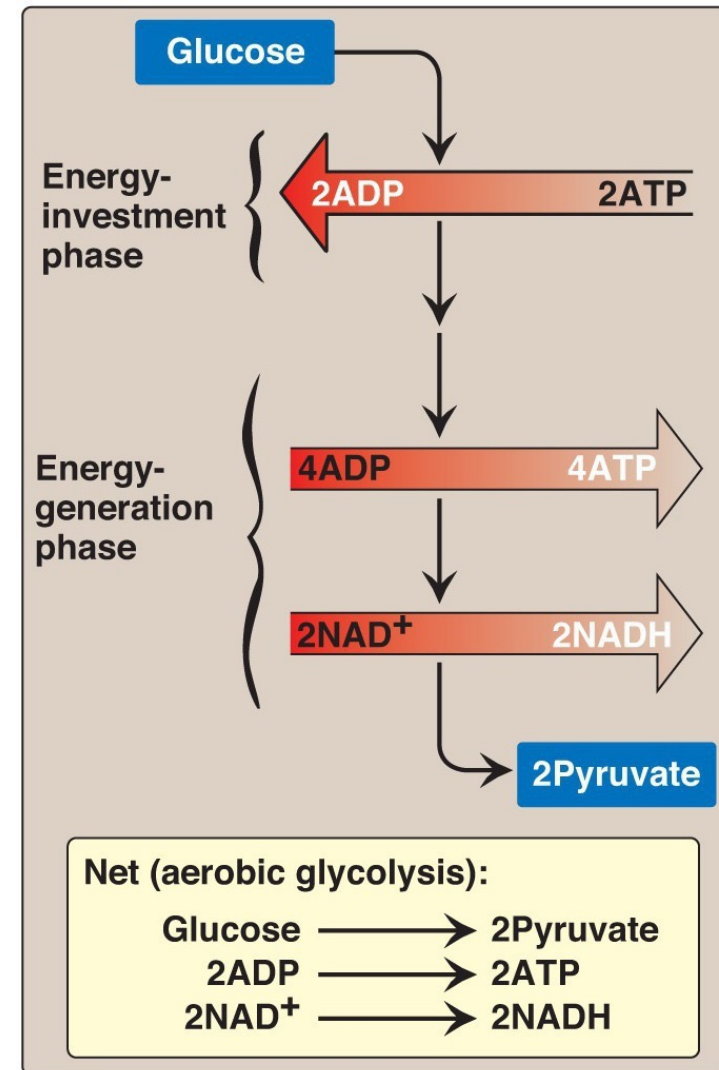 Glucose
Energy-
investment
phase
2ADP 2ATP
Energy-
generation
phase
4ADP 4ATP
2NAD⁺ 2NADH
2Pyruvate
Net (aerobic glycolysis):
Glucose → 2Pyruvate
2ADP → 2ATP
2NAD⁺ → 2NADH